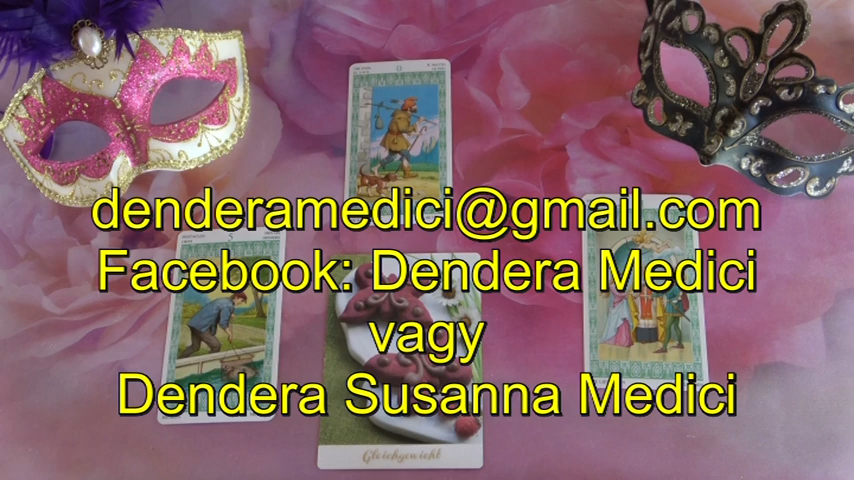 denderamedici@gmail.com
Facebook: Dendera Medici
vagy
Dendera Susanna Medici
Gleichgewicht